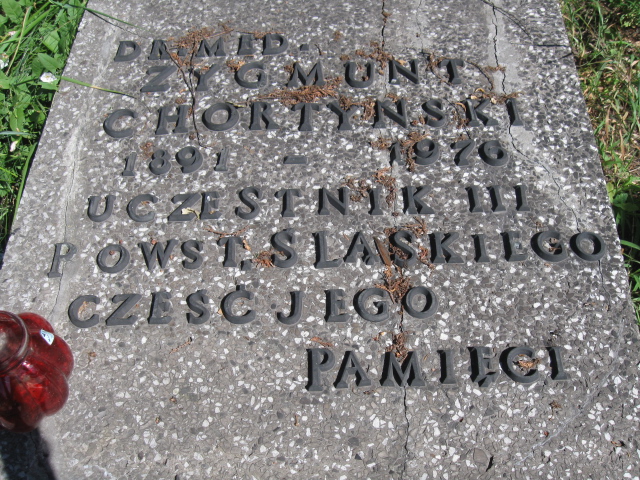 DR. MED.
ZYGMUNT
CHORTYŃSKI
1891 – 1976
UCZESTNIK III
POWST. ŚLĄSKIEGO
CZEŚĆ JEGO
PAMIĘCI